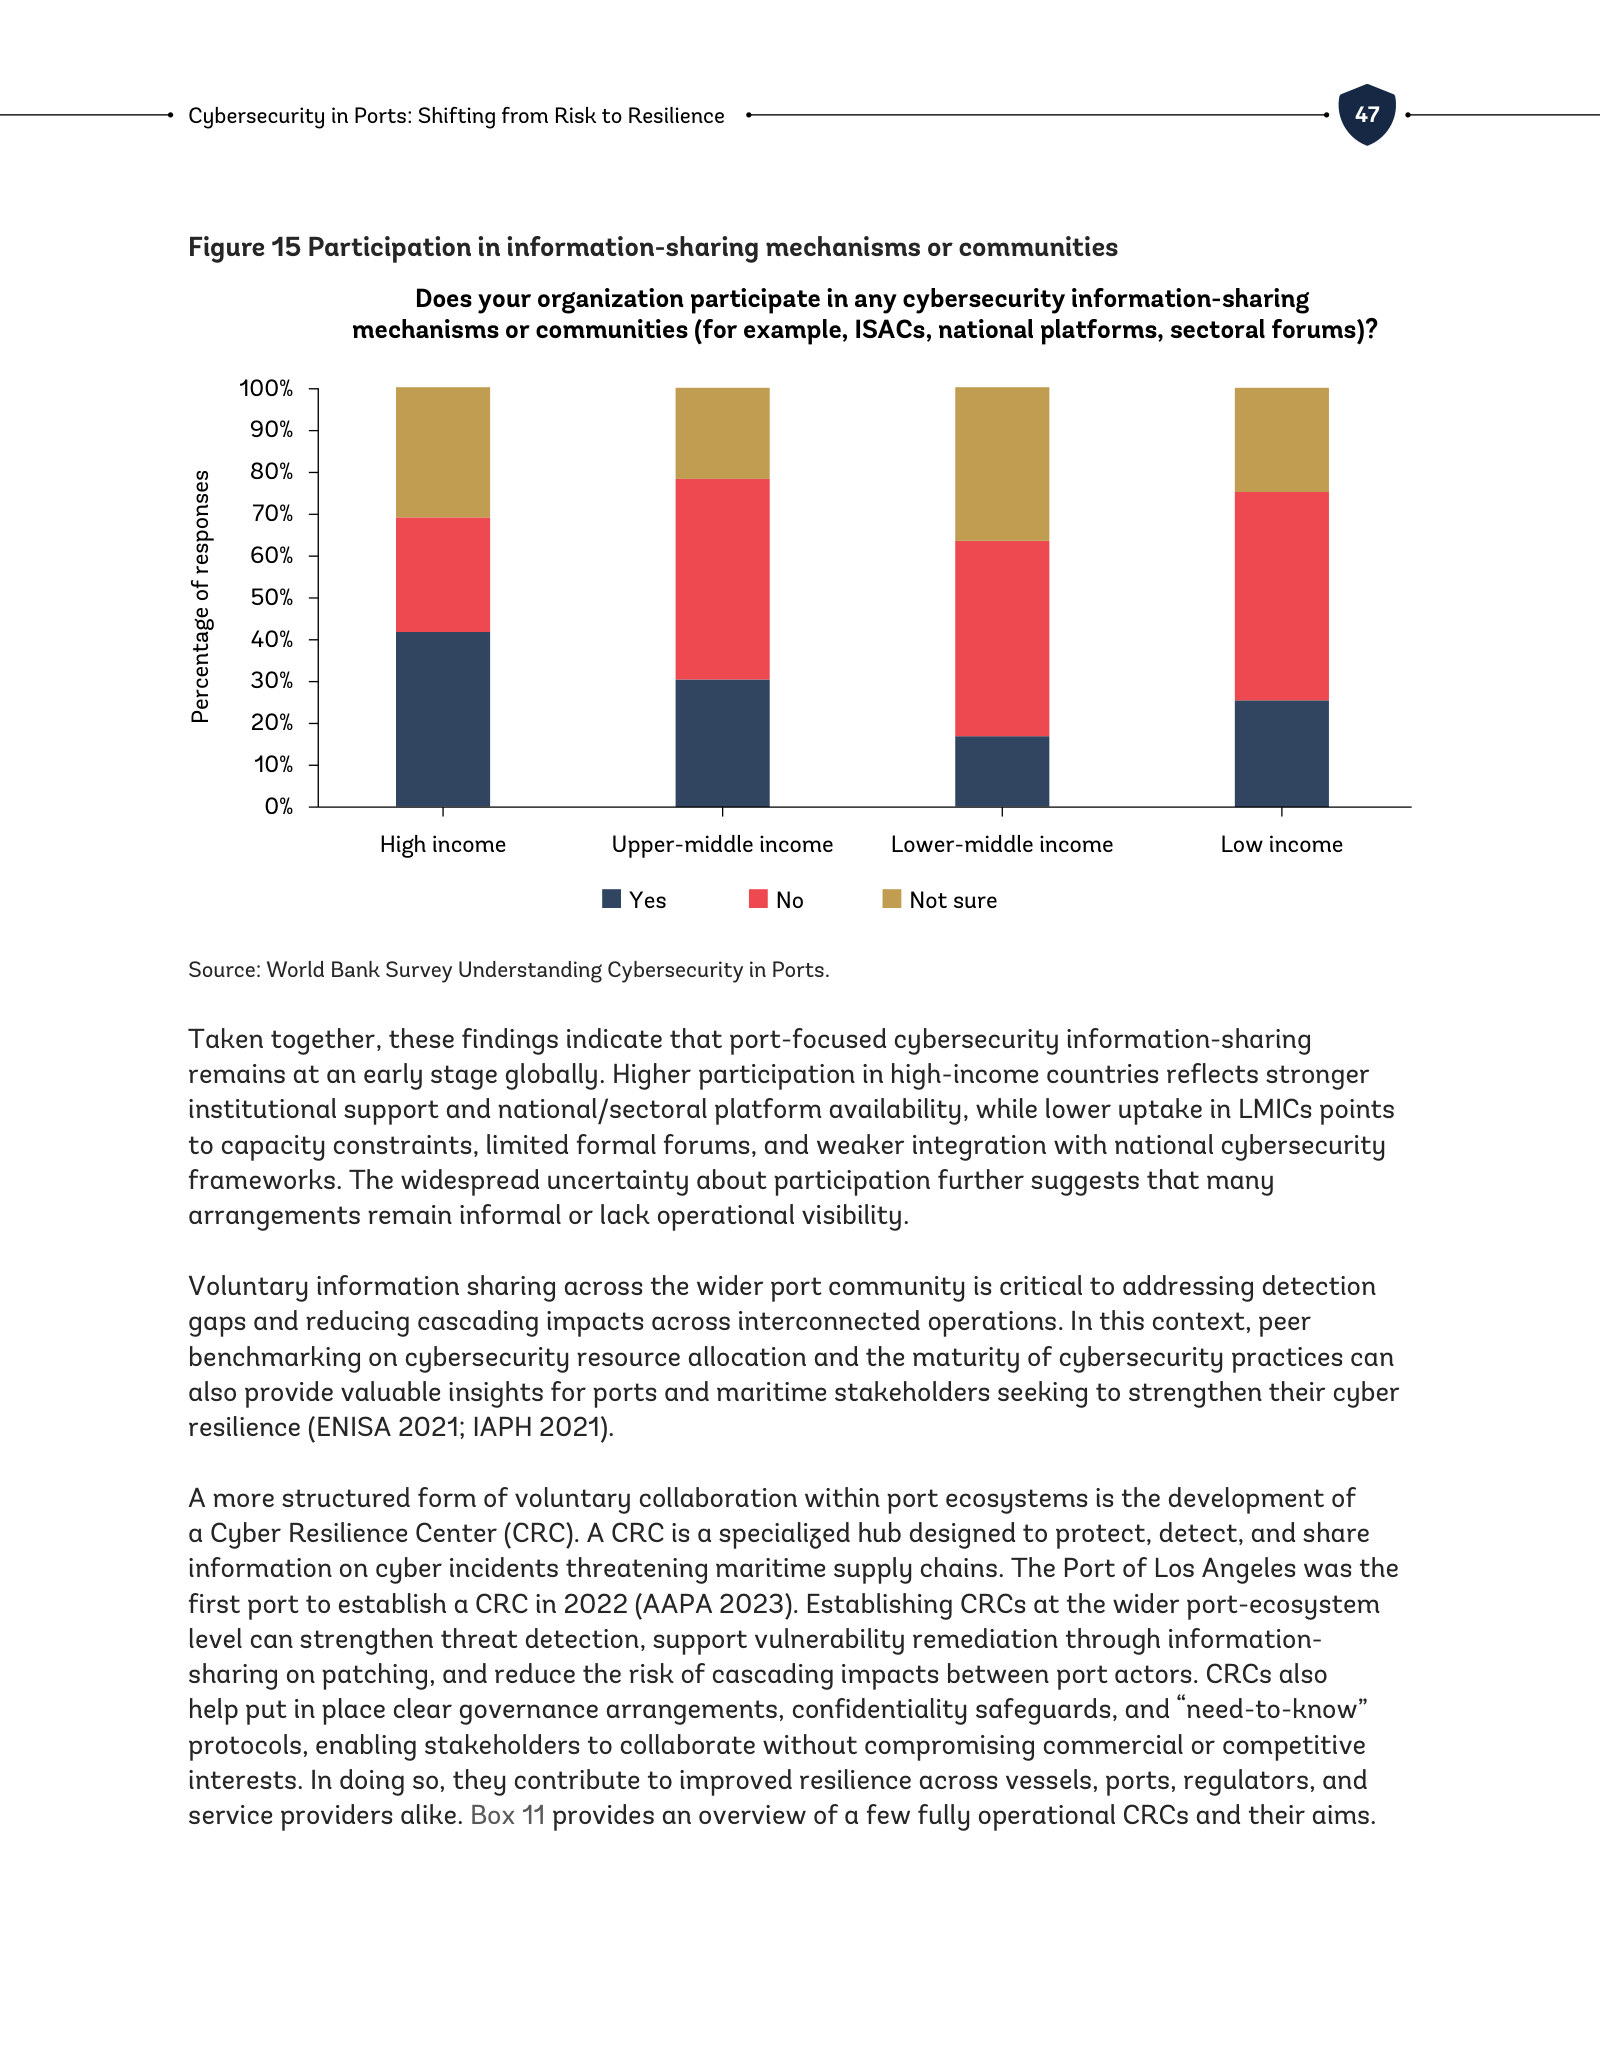 Cybersecurity in Ports: Shifting from Risk to Resilience
47
Figure 15 Participation in information-sharing mechanisms or communities
Does your organization participate in any cybersecurity information-sharing
mechanisms or communities (for example, ISACs, national platforms, sectoral forums)?
Percentage of responses
100%
90%
80%
70%
60%
50%
40%
30%
20%
10%
0%
High income
Upper-middle income
Lower-middle income
Low income
Yes
No
Not sure
Source: World Bank Survey Understanding Cybersecurity in Ports.
Taken together, these findings indicate that port-focused cybersecurity information-sharing
remains at an early stage globally. Higher participation in high-income countries reflects stronger
institutional support and national/sectoral platform availability, while lower uptake in LMICs points
to capacity constraints, limited formal forums, and weaker integration with national cybersecurity
frameworks. The widespread uncertainty about participation further suggests that many
arrangements remain informal or lack operational visibility.
Voluntary information sharing across the wider port community is critical to addressing detection
gaps and reducing cascading impacts across interconnected operations. In this context, peer
benchmarking on cybersecurity resource allocation and the maturity of cybersecurity practices can
also provide valuable insights for ports and maritime stakeholders seeking to strengthen their cyber
resilience (ENISA 2021; IAPH 2021).
A more structured form of voluntary collaboration within port ecosystems is the development of
a Cyber Resilience Center (CRC). A CRC is a specialized hub designed to protect, detect, and share
information on cyber incidents threatening maritime supply chains. The Port of Los Angeles was the
first port to establish a CRC in 2022 (AAPA 2023). Establishing CRCs at the wider port-ecosystem
level can strengthen threat detection, support vulnerability remediation through information-
sharing on patching, and reduce the risk of cascading impacts between port actors. CRCs also
help put in place clear governance arrangements, confidentiality safeguards, and “need-to-know”
protocols, enabling stakeholders to collaborate without compromising commercial or competitive
interests. In doing so, they contribute to improved resilience across vessels, ports, regulators, and
service providers alike. Box 11 provides an overview of a few fully operational CRCs and their aims.